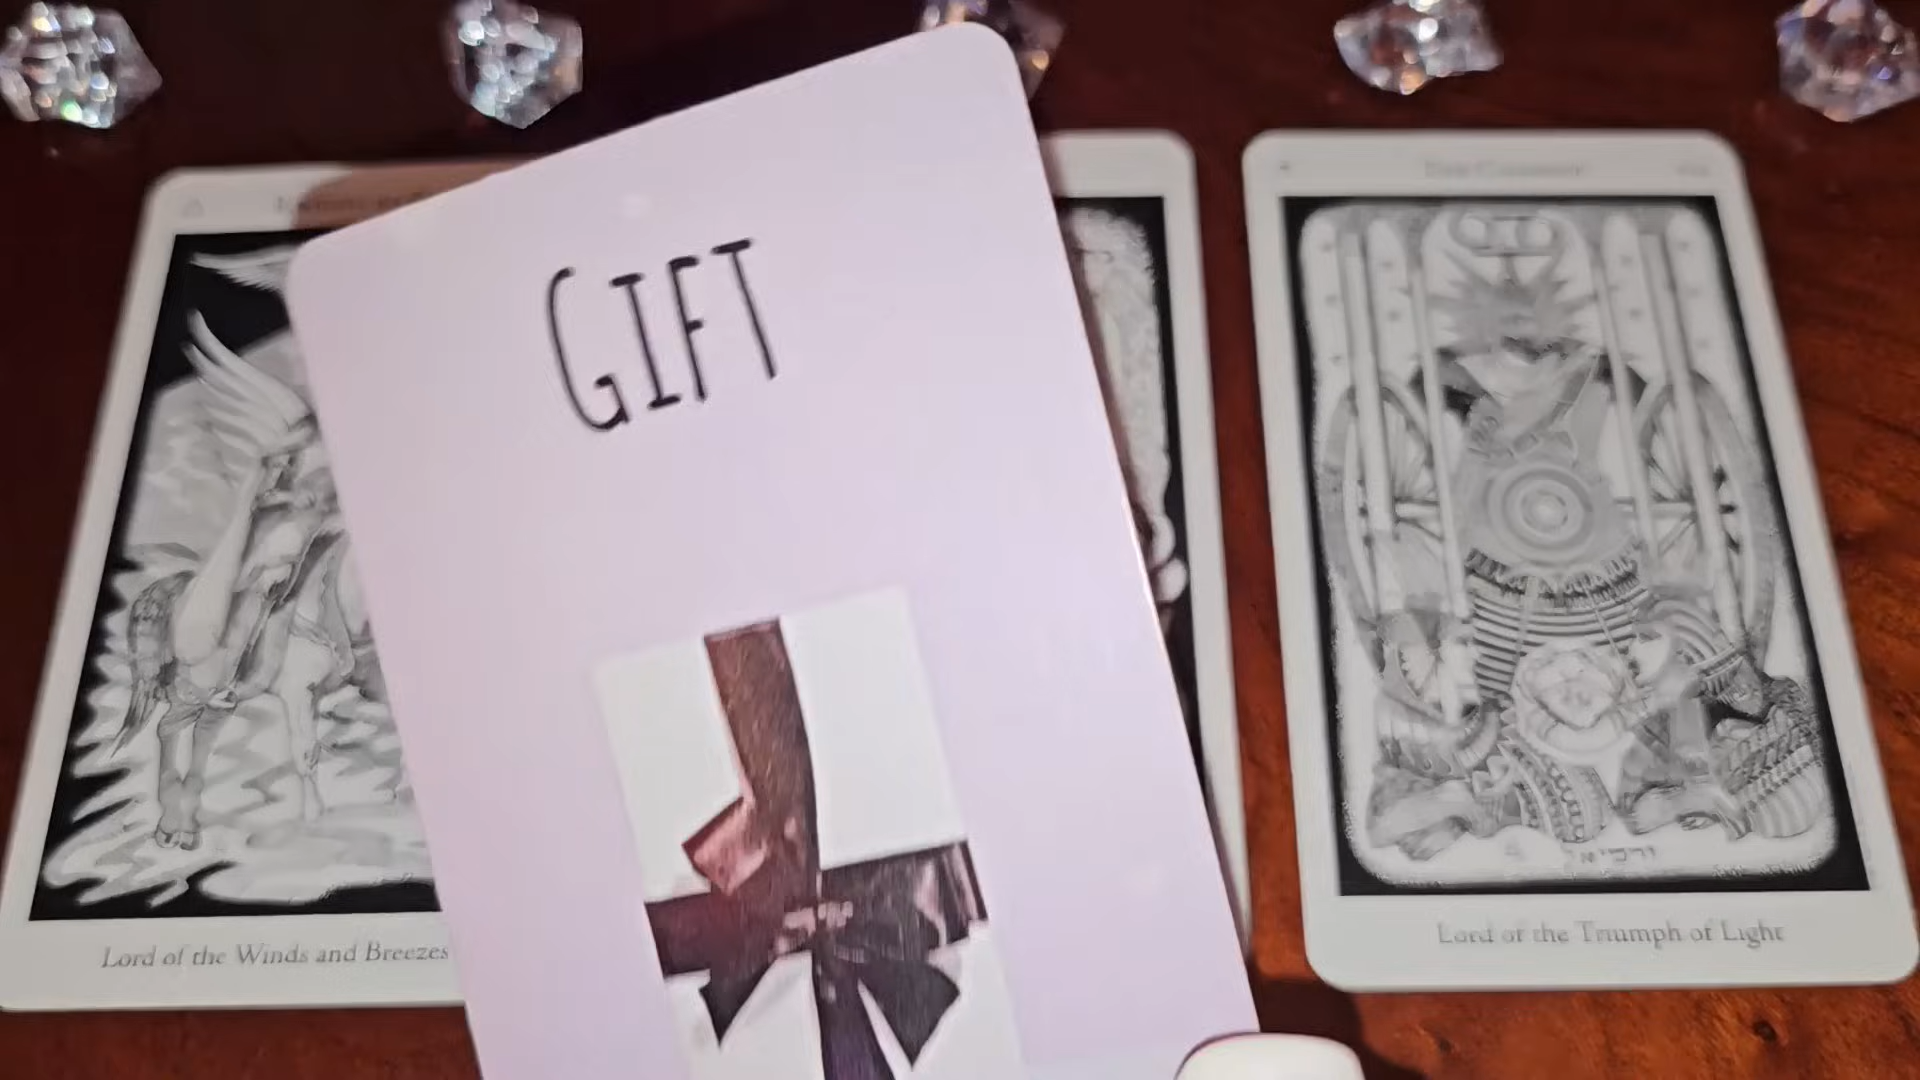 GIFT
Lord of the Winds and Breezes
Lord of the Triumph of Light